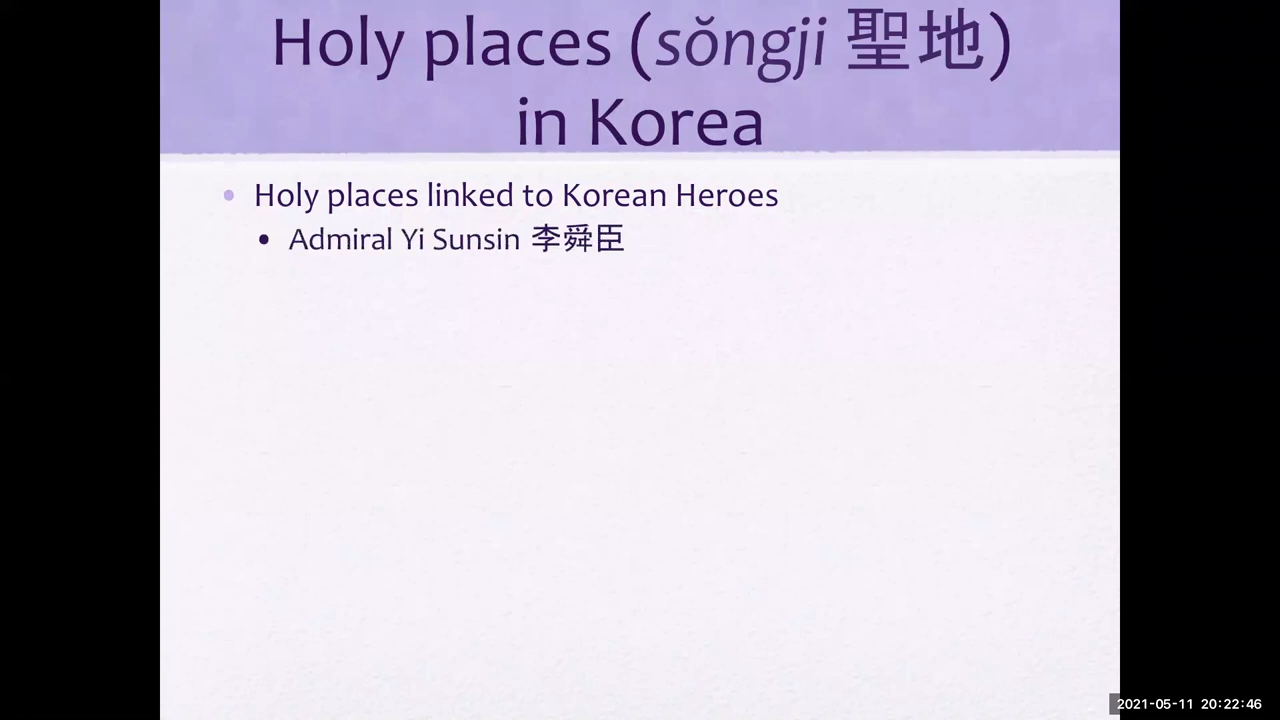 Holy places (sŏngji 聖地)
in Korea
• Holy places linked to Korean Heroes
• Admiral Yi Sunsin 李舜臣
2021-05-11 20:22:46